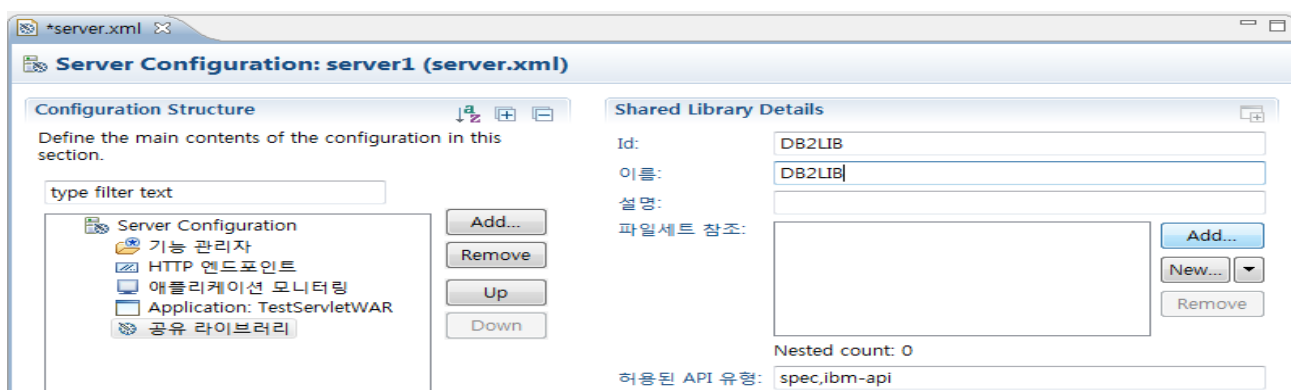 *server.xml
Server Configuration: server1 (server.xml)
Configuration Structure
Define the main contents of the configuration in this
section.
type filter text
Server Configuration
기능 관리자
HTTP 엔드포인트
애플리케이션 모니터링
Application: TestServletWAR
공유 라이브러리
Add...
Remove
Up
Down
Shared Library Details
Id: DB2LIB
이름: DB2LIB
설명:
파일세트 참조:
Add...
New...
Remove
Nested count: 0
허용된 API 유형: spec,ibm-api